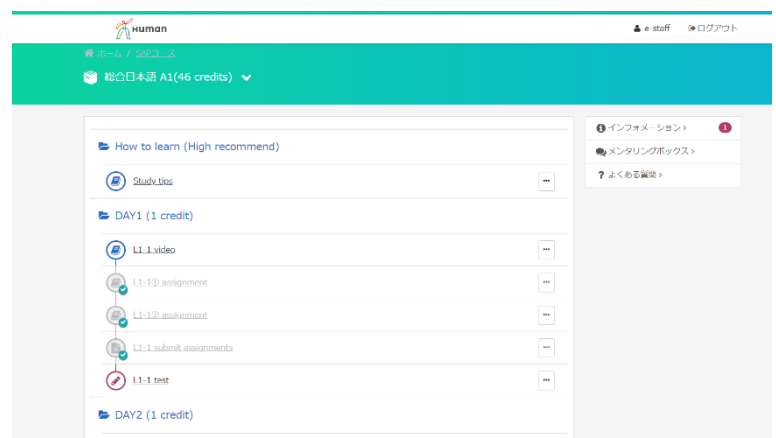 Human
e-staff ログアウト
ホーム / SAPコース
総合日本語 A1(46 credits)
How to learn (High recommend)
Study tips
DAY1 (1 credit)
L1-1 video
L1-1① assignment
L1-1② assignment
L1-1 submit assignments
L1-1 test
DAY2 (1 credit)
インフォメーション
1
メンタリングボックス
よくある質問